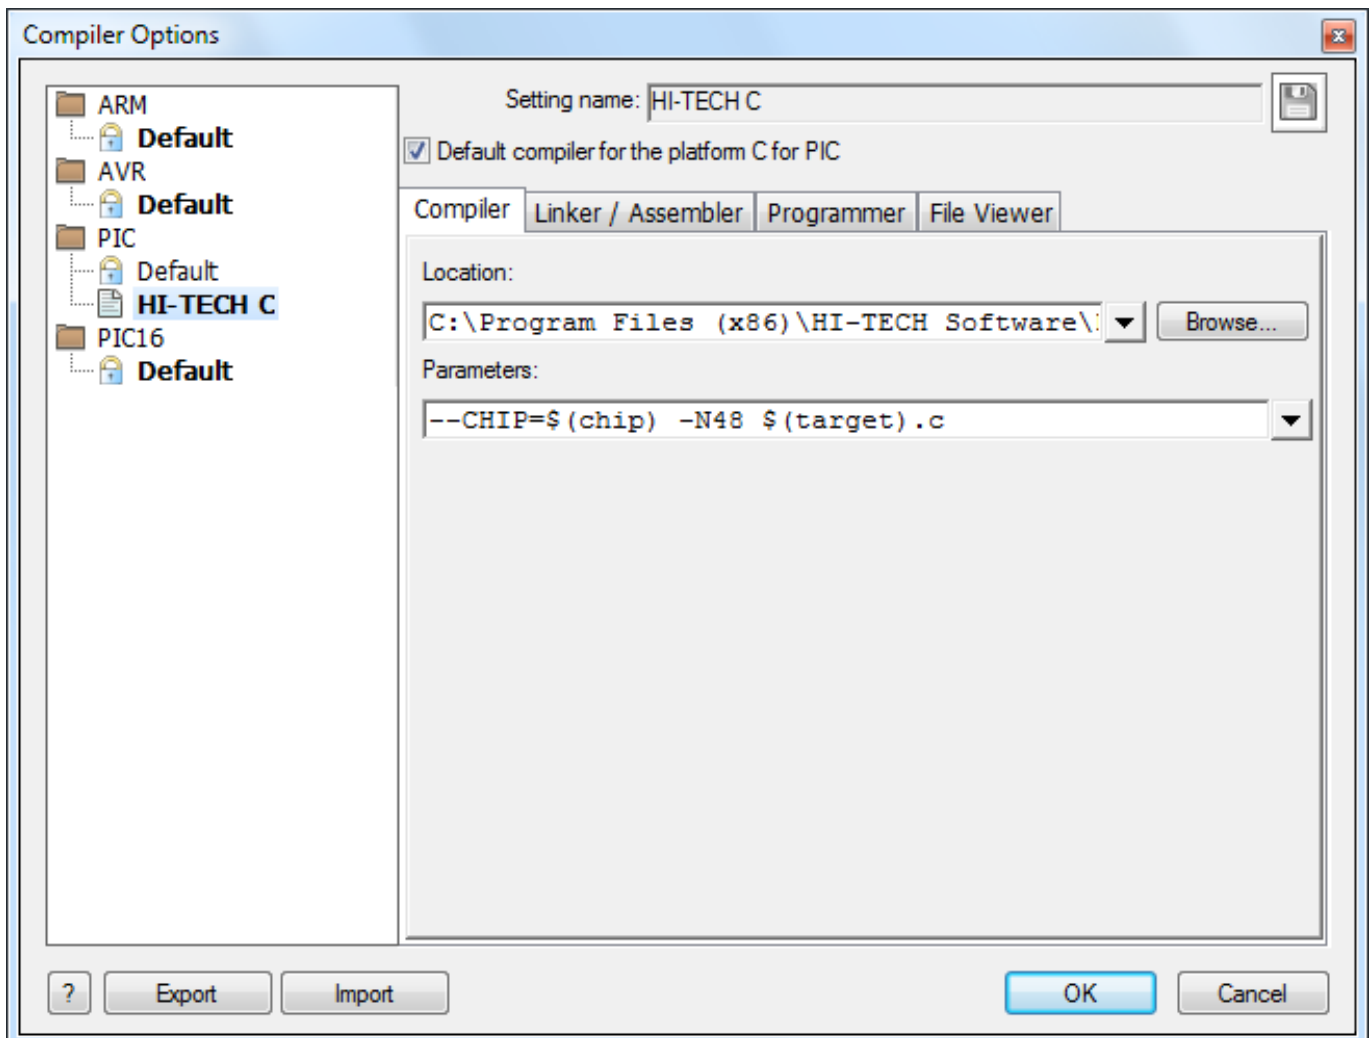 Compiler Options
ARM
Default
AVR
Default
PIC
Default
HI-TECH C
PIC16
Default
Setting name: HI-TECH C
Default compiler for the platform C for PIC
Compiler Linker / Assembler Programmer File Viewer
Location:
C:\Program Files (x86)\HI-TECH Software\
Browse...
Parameters:
--CHIP=$(chip) -N48 $(target).c
? Export Import OK Cancel